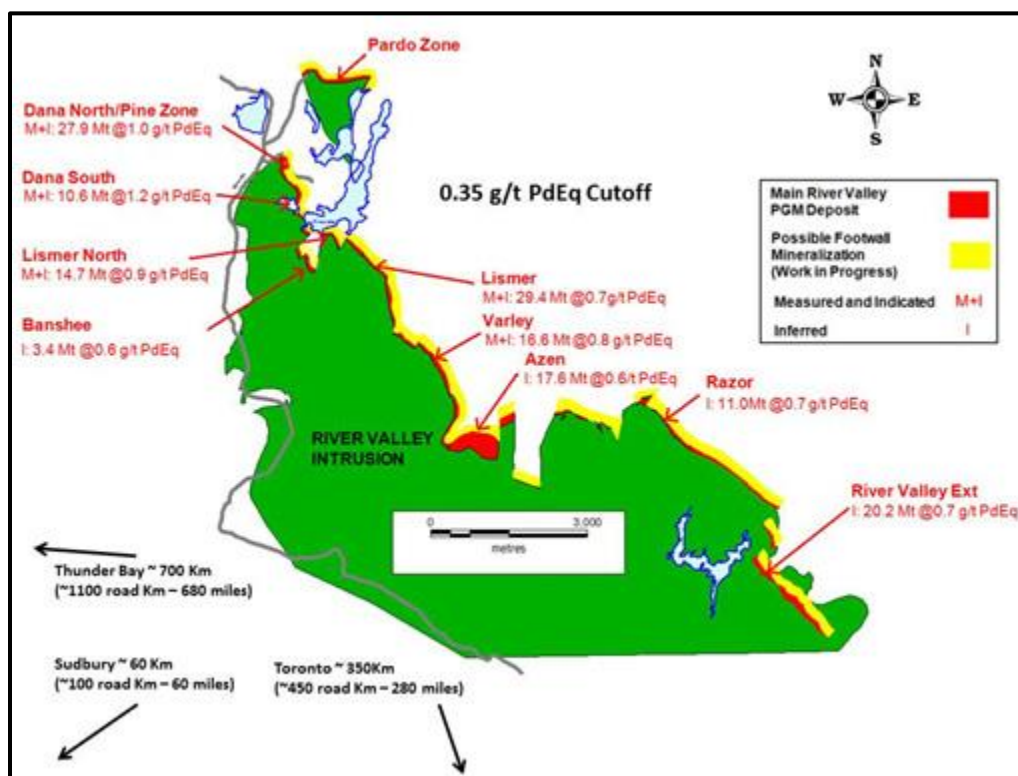 Pardo Zone
N
W E
S
Dana North/Pine Zone
M+I: 27.9 Mt @1.0 g/t PdEq
Dana South
M+I: 10.6 Mt @1.2 g/t PdEq
0.35 g/t PdEq Cutoff
Main River Valley
PGM Deposit
Possible Footwall
Mineralization
(Work in Progress)
Measured and Indicated M+I
Inferred I
Lismer North
M+I: 14.7 Mt @0.9 g/t PdEq
Lismer
M+I: 29.4 Mt @0.7g/t PdEq
Banshee
I: 3.4 Mt @0.6 g/t PdEq
Varley
M+I: 16.6 Mt @0.8 g/t PdEq
Azen
I: 17.6 Mt @0.6/t PdEq
Razor
I: 11.0Mt @0.7 g/t PdEq
RIVER VALLEY
INTRUSION
River Valley Ext
I: 20.2 Mt @0.7 g/t PdEq
0 3,000
metres
Thunder Bay ~ 700 Km
(~1100 road Km – 680 miles)
Sudbury ~ 60 Km
(~100 road Km – 60 miles)
Toronto ~ 350Km
(~450 road Km – 280 miles)